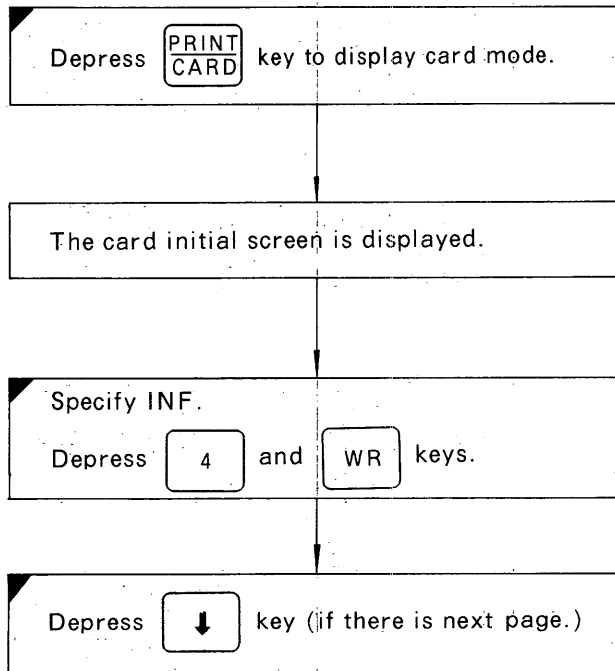 Depress PRINT CARD key to display card mode.
The card initial screen is displayed.
Specify INF.
Depress 4 and WR keys.
Depress ⬇ key (if there is next page.)